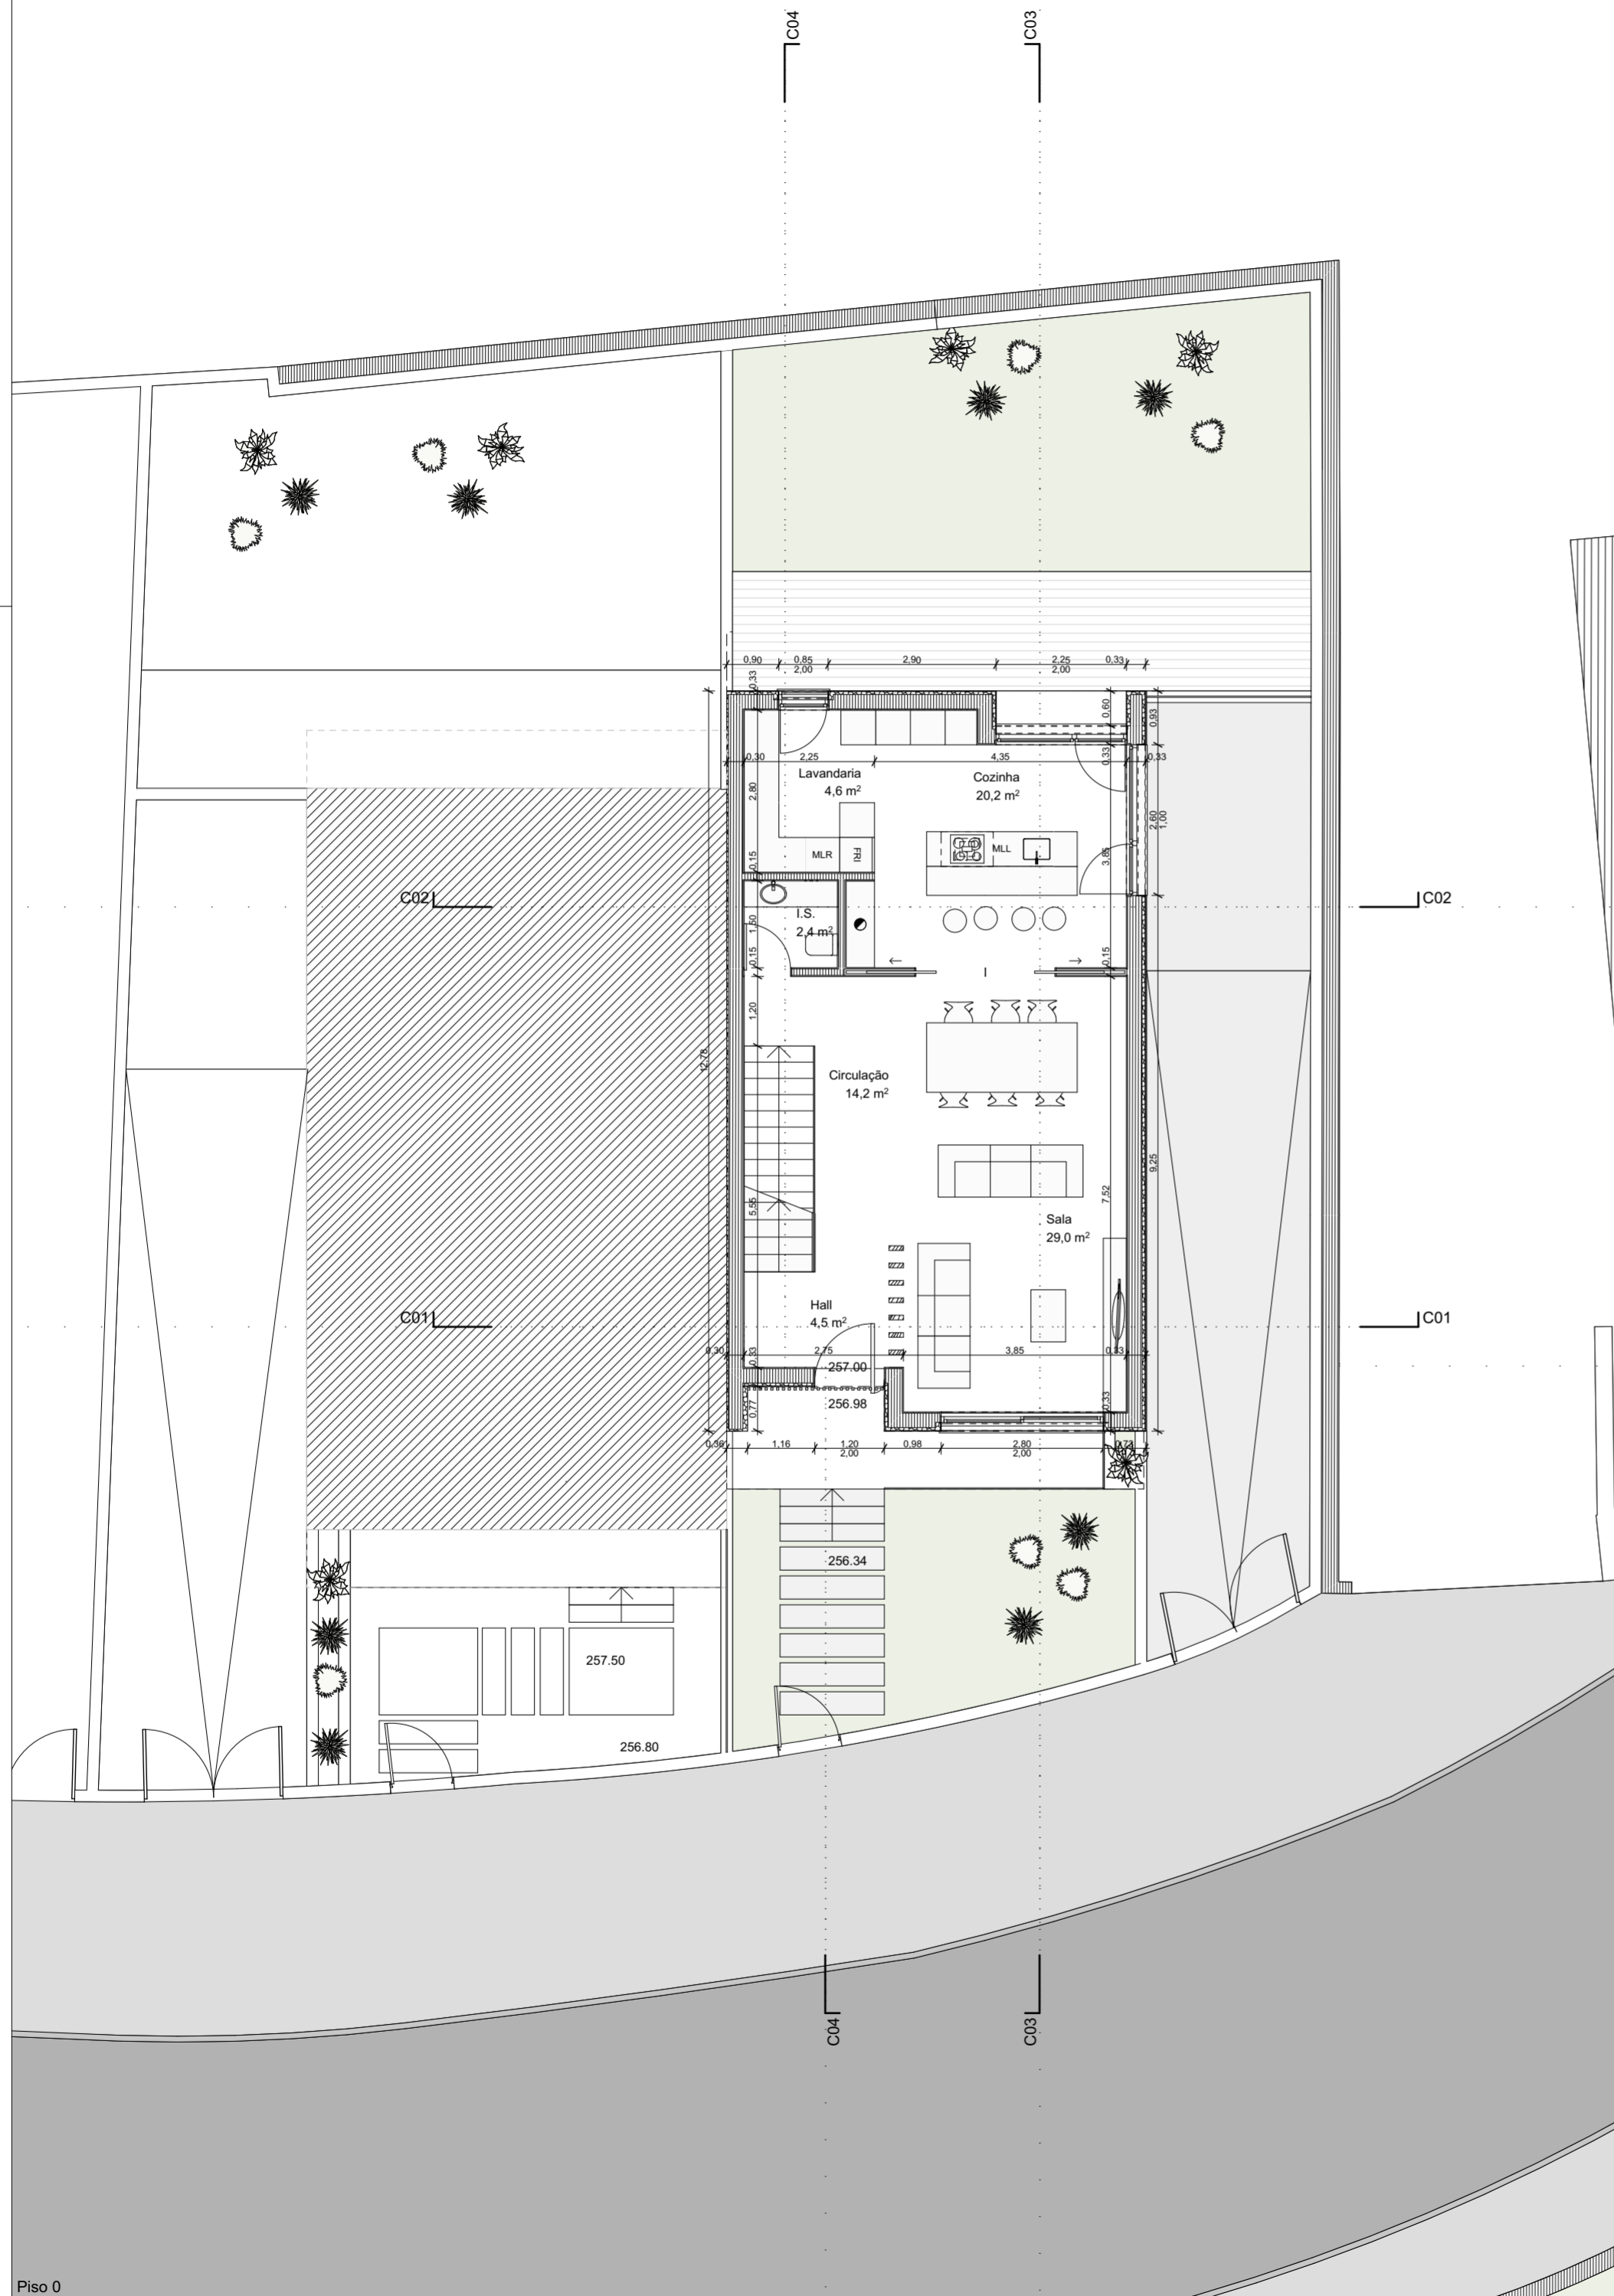 C04
C03
0,90
0,85
2,00
2,90
2,25
2,00
0,33
0,33
0,60
0,93
0,30
2,25
4,35
0,33
0,33
Lavandaria
4,6 m²
Cozinha
20,2 m²
2,80
2,60
1,00
MLR
FRI
MLL
3,85
0,15
C02
C02
I.S.
2,4 m²
1,50
0,15
0,15
1,20
12,78
Circulação
14,2 m²
9,25
7,52
5,55
Sala
29,0 m²
Hall
4,5 m²
C01
C01
0,30
0,33
2,75
3,85
0,33
257.00
256.98
0,77
0,33
0,36
1,16
1,20
2,00
0,98
2,80
2,00
0,73
256.34
257.50
256.80
C04
C03
Piso 0